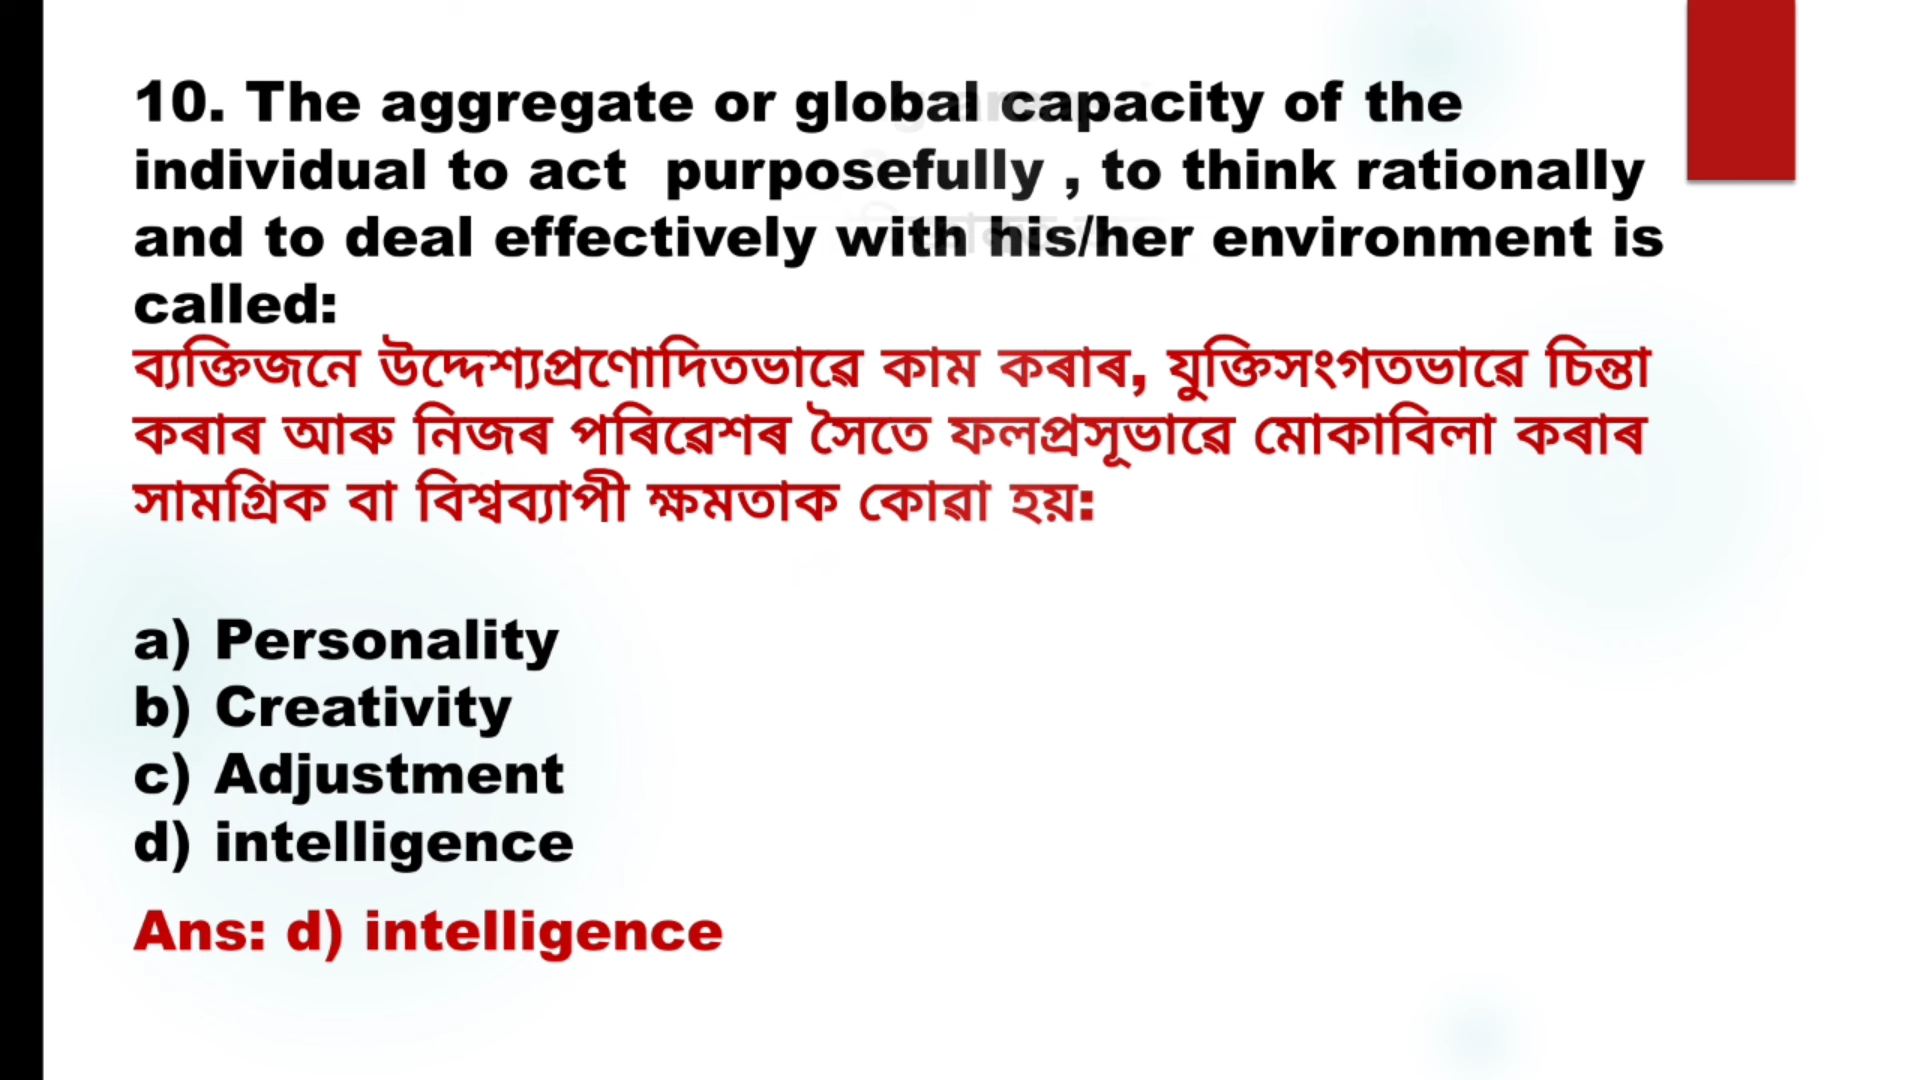 10. The aggregate or global capacity of the
individual to act purposefully , to think rationally
and to deal effectively with his/her environment is
called:
ব্যক্তিজনে উদ্দেশ্যপ্ৰণোদিতভাৱে কাম কৰাৰ, যুক্তিসংগতভাৱে চিন্তা
কৰাৰ আৰু নিজৰ পৰিৱেশৰ সৈতে ফলপ্ৰসূভাৱে মোকাবিলা কৰাৰ
সামগ্ৰিক বা বিশ্বব্যাপী ক্ষমতাক কোৱা হয়:
a) Personality
b) Creativity
c) Adjustment
d) intelligence
Ans: d) intelligence